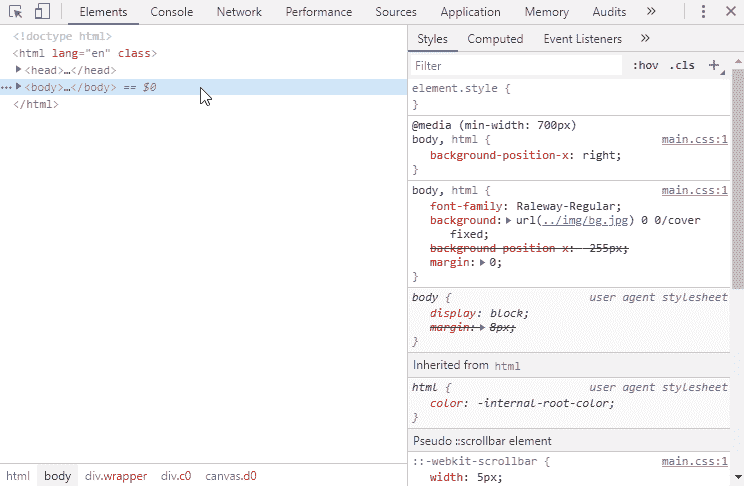 Elements Console Network Performance Sources Application Memory Audits »
<!doctype html>
<html lang="en" class>
<head>…</head>
<body>…</body> == $0
</html>
html body div.wrapper div.c0 canvas.d0
Styles Computed Event Listeners »
Filter :hov .cls +
element.style {
}
@media (min-width: 700px)
body, html { main.css:1
background-position-x: right;
}
body, html { main.css:1
font-family: Raleway-Regular;
background: url(../img/bg.jpg) 0 0/cover
fixed;
background-position-x: -255px;
margin: 0;
}
body { user agent stylesheet
display: block;
margin: 8px;
}
Inherited from html
html { user agent stylesheet
color: -internal-root-color;
}
Pseudo ::scrollbar element
::-webkit-scrollbar { main.css:1
width: 5px;